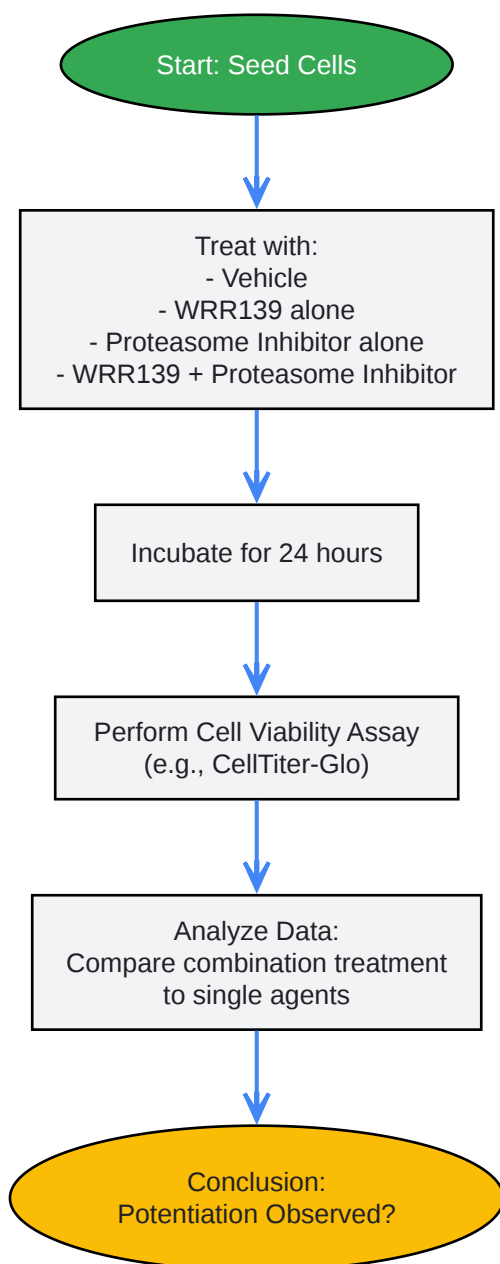 Start: Seed Cells
Treat with:
- Vehicle
- WRR139 alone
- Proteasome Inhibitor alone
- WRR139 + Proteasome Inhibitor
Incubate for 24 hours
Perform Cell Viability Assay
(e.g., CellTiter-Glo)
Analyze Data:
Compare combination treatment
to single agents
Conclusion:
Potentiation Observed?